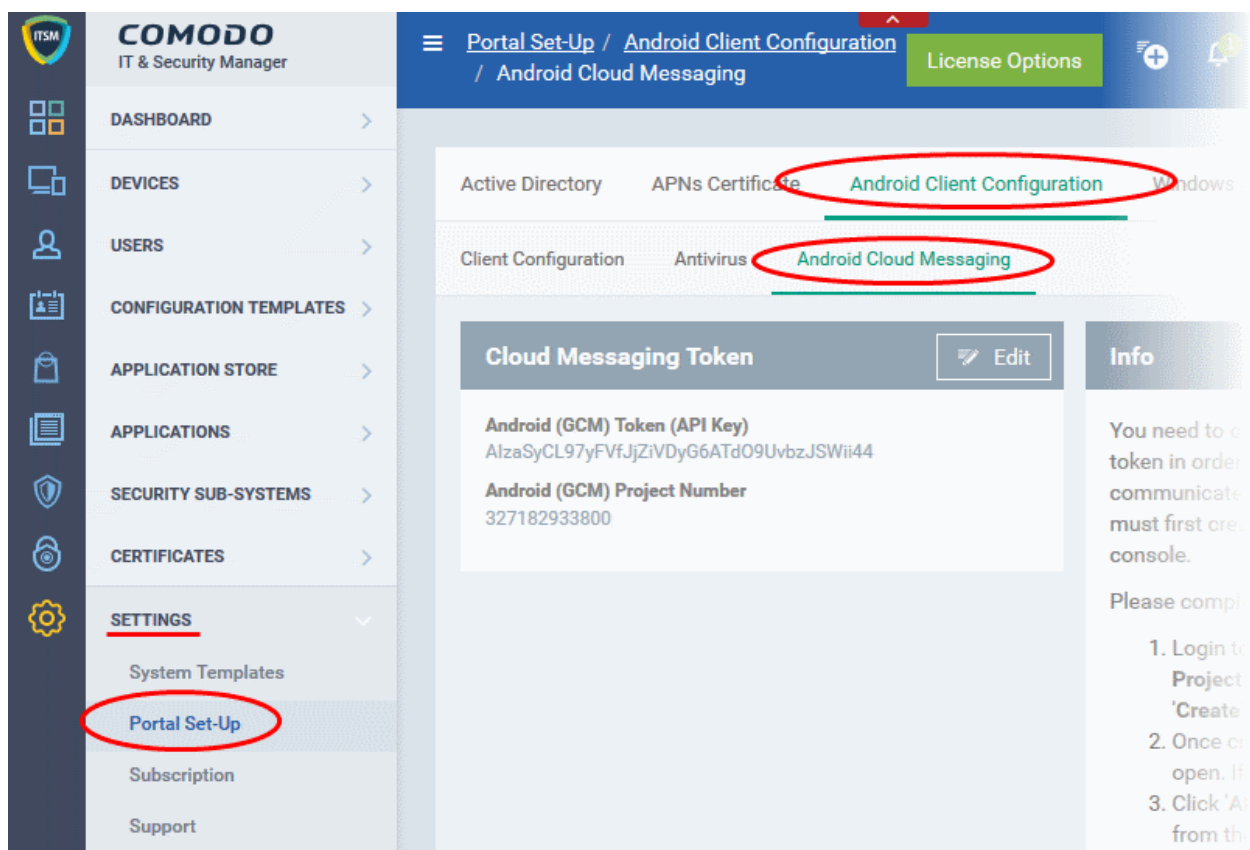 ITSM
COMODO
IT & Security Manager
Portal Set-Up / Android Client Configuration
/ Android Cloud Messaging
License Options
1
DASHBOARD
DEVICES
USERS
CONFIGURATION TEMPLATES
APPLICATION STORE
APPLICATIONS
SECURITY SUB-SYSTEMS
CERTIFICATES
SETTINGS
System Templates
Portal Set-Up
Subscription
Support
Active Directory APNs Certificate Android Client Configuration Windows
Client Configuration Antivirus Android Cloud Messaging
Cloud Messaging Token
Edit
Android (GCM) Token (API Key)
AIzaSyCL97yFVfJjZiVDyG6ATdO9UvbzJSWii44
Android (GCM) Project Number
327182933800
Info
You need to
token in order
communicate
must first
console.
Please
1. Login to
Project
'Create
2. Once
open. If
3. Click
from